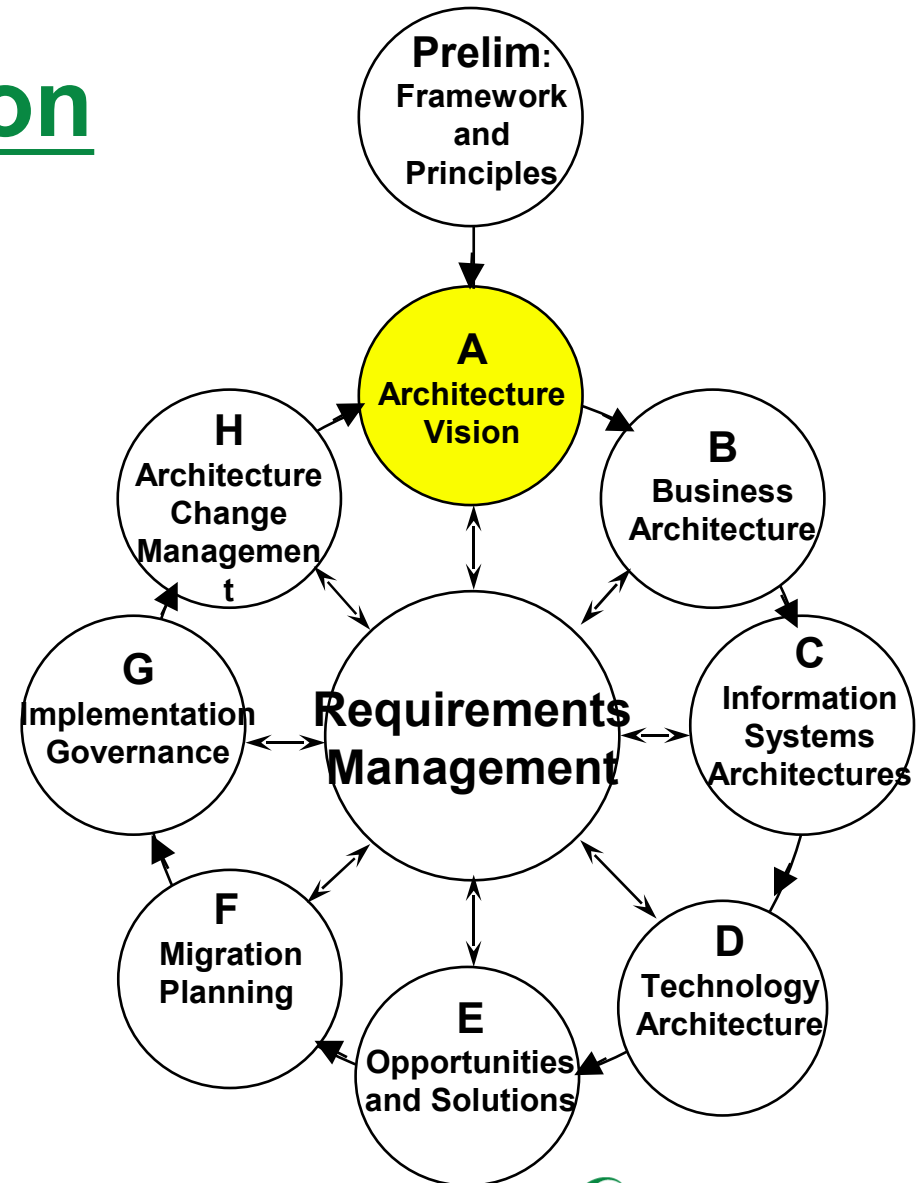 on
Prelim:
Framework
and
Principles
A
Architecture
Vision
H
Architecture
Change
Managemen
t
B
Business
Architecture
G
Implementation
Governance
Requirements
Management
C
Information
Systems
Architectures
F
Migration
Planning
E
Opportunities
and Solutions
D
Technology
Architecture